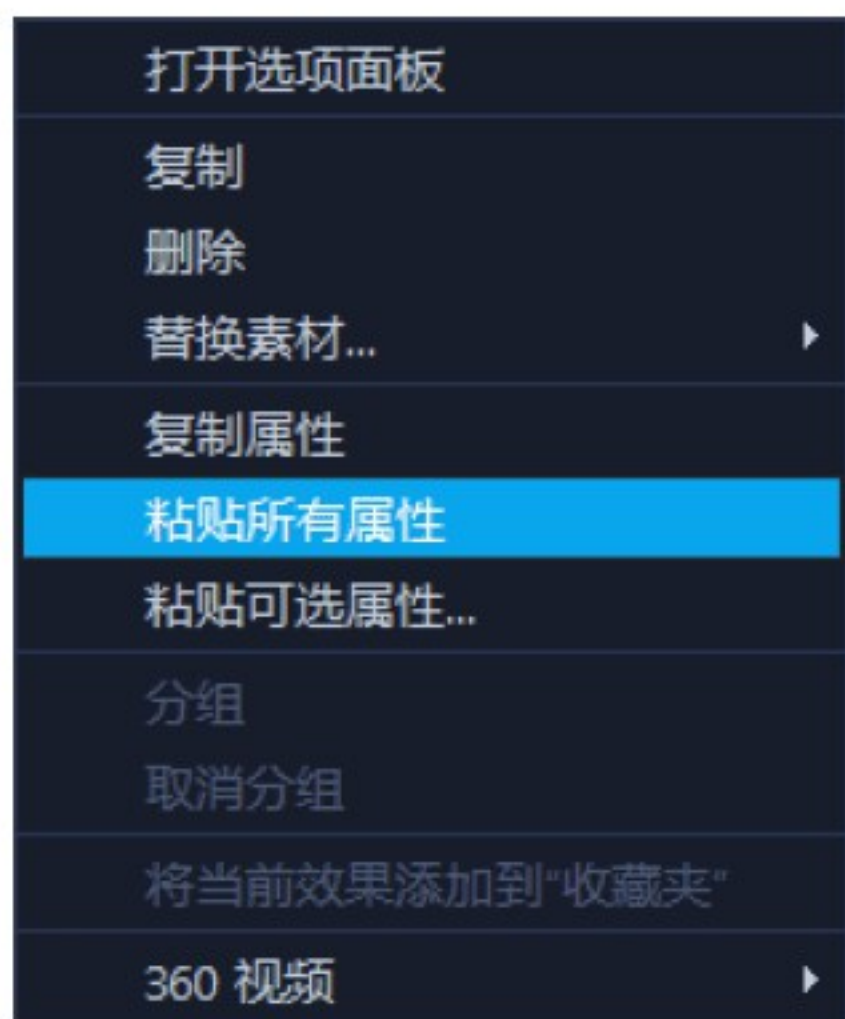 打开选项面板
复制
删除
替换素材...
复制属性
粘贴所有属性
粘贴可选属性...
分组
取消分组
将当前效果添加到“收藏夹”
360 视频